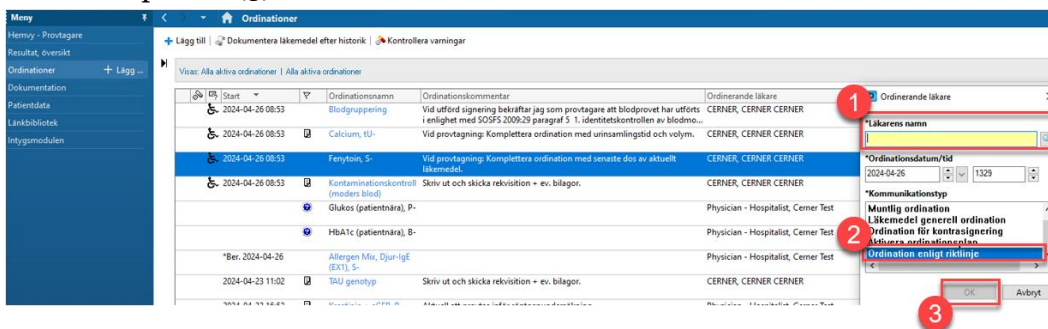 Meny
Hemvy - Provtagare
Resultat, översikt
Ordinationer + Lägg ...
Dokumentation
Patientdata
Länkbibliotek
Intygsmodulen
Ordinationer
Lägg till Dokumentera läkemedel efter historik Kontrollera varningar
Visar: Alla aktiva ordinationer | Alla aktiva ordinationer
Start Ordinationsnamn Ordinationskommentar Ordinerande läkare
2024-04-26 08:53 Blodgruppering Vid utförd signering bekräftar jag som provtagare att blodprovet har utförts CERNER, CERNER CERNER
i enlighet med SOSFS 2009:29 paragraf 5 1. identitetskontrollen av blodmo...
2024-04-26 08:53 Calcium, tU- Vid provtagning: Komplettera ordination med urinsamlingstid och volym. CERNER, CERNER CERNER
2024-04-26 08:53 Fenytoin, S- Vid provtagning: Komplettera ordination med senaste dos av aktuellt CERNER, CERNER CERNER
läkemedel.
2024-04-26 08:53 Kontaminationskontroll Skriv ut och skicka rekvisition + ev. bilagor. CERNER, CERNER CERNER
(moders blod)
Glukos (patientnära), P- Physician - Hospitalist, Cerner Test
HbA1c (patientnära), B- Physician - Hospitalist, Cerner Test
*Ber. 2024-04-26 Allergen Mix, Djur-IgE Physician - Hospitalist, Cerner Test
(EX1), S-
2024-04-23 11:02 TAU genotyp Skriv ut och skicka rekvisition + ev. bilagor. CERNER, CERNER CERNER
1
Ordinerande läkare
*Läkarens namn
*Ordinationsdatum/tid
2024-04-26 1329
*Kommunikationstyp
Muntlig ordination
Läkemedel generell ordination
Ordination för kontrasignering
Aktivera ordinationsplan
2
Ordination enligt riktlinje
OK Avbryt
3